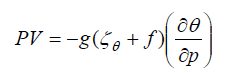 PV = −g(ζ_θ + f)(∂θ/∂p)